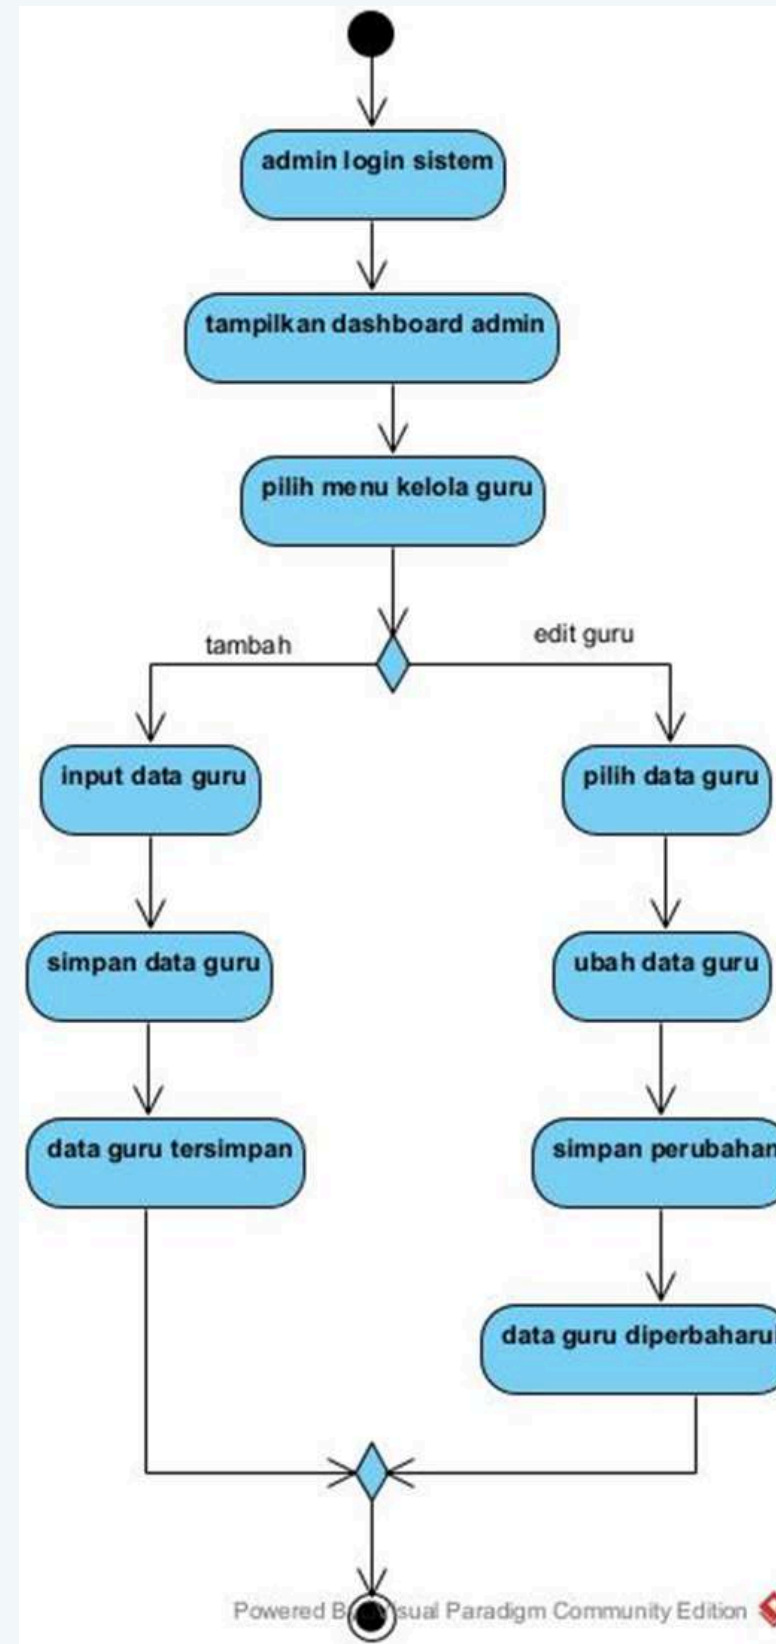 admin login sistem
tampilkan dashboard admin
pilih menu kelola guru
tambah
edit guru
input data guru
pilih data guru
simpan data guru
ubah data guru
data guru tersimpan
simpan perubahan
data guru diperbaharui
Powered By Visual Paradigm Community Edition